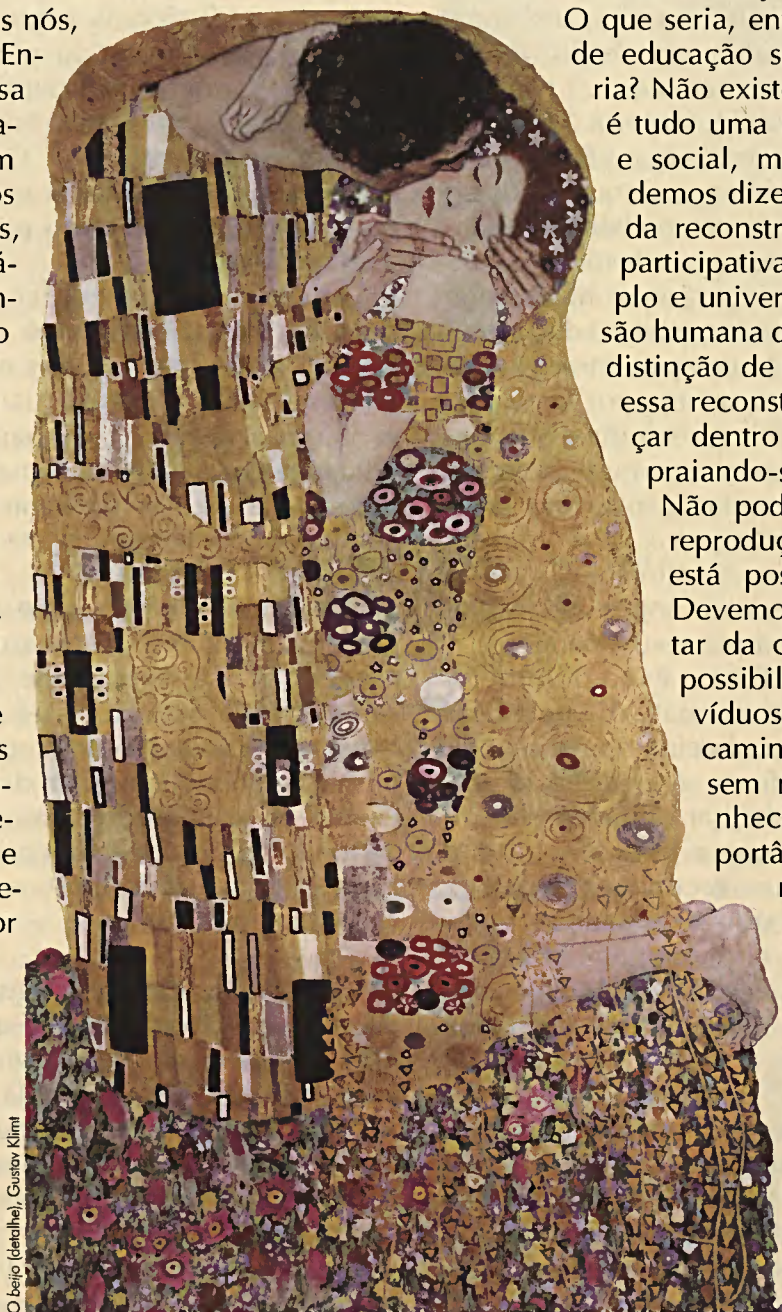 s nós,
En-
sa
a-
m
os
s,
á-
n-
o
e
s
-
e-
e
e-
or
O que seria, en
de educação s
ria? Não exist
é tudo uma
e social, m
demos dize
da reconstr
participativa
plo e univer
são humana d
distinção de
essa reconst
çar dentro
praiando-s
Não pod
reproduç
está pos
Devemo
tar da c
possibil
víduos
camin
sem r
nhec
portâ
O beijo (detalhe), Gustav Klimt